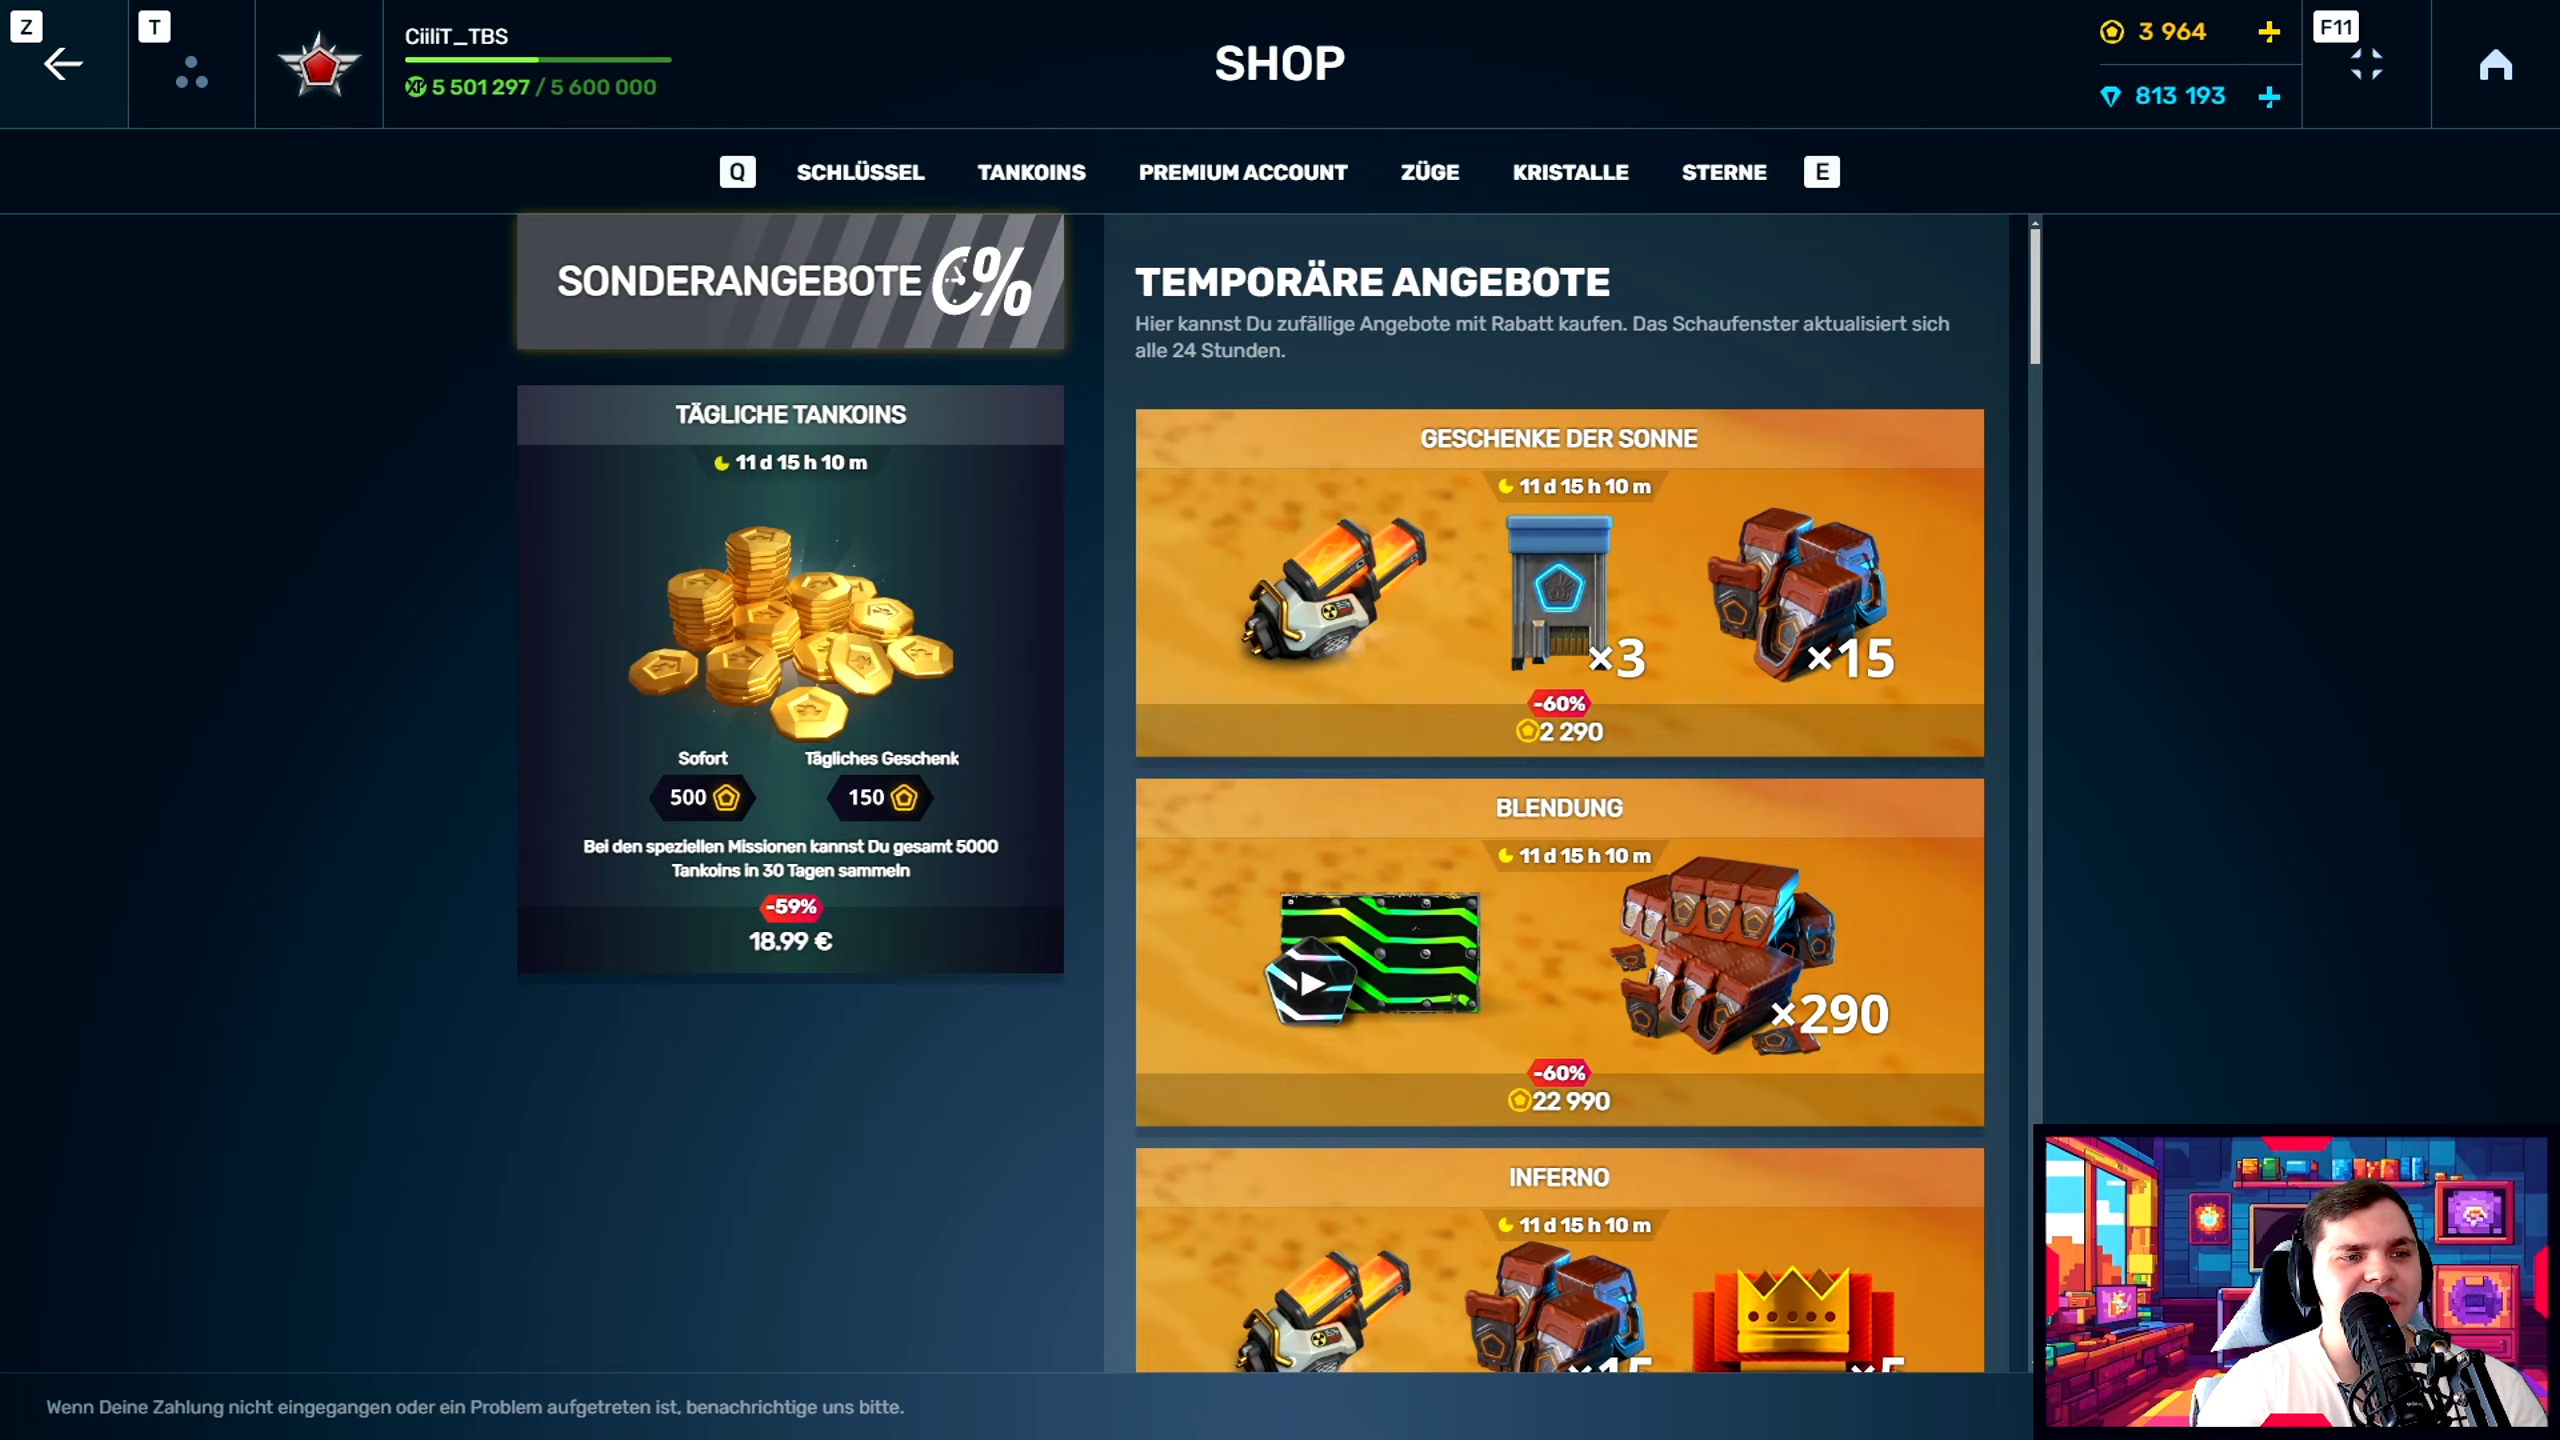 Z
T
CiiliT_TBS
XP 5 501 297 / 5 600 000
SHOP
3 964
813 193
F11
Q
SCHLÜSSEL
TANKOINS
PREMIUM ACCOUNT
ZÜGE
KRISTALLE
STERNE
E
SONDERANGEBOTE %
TÄGLICHE TANKOINS
11 d 15 h 10 m
Sofort
Tägliches Geschenk
500
150
Bei den speziellen Missionen kannst Du gesamt 5000
Tankoins in 30 Tagen sammeln
-59%
18.99 €
TEMPORÄRE ANGEBOTE
Hier kannst Du zufällige Angebote mit Rabatt kaufen. Das Schaufenster aktualisiert sich
alle 24 Stunden.
GESCHENKE DER SONNE
11 d 15 h 10 m
×3
×15
-60%
2 290
BLENDUNG
11 d 15 h 10 m
×290
-60%
22 990
INFERNO
11 d 15 h 10 m
×15
×5
Wenn Deine Zahlung nicht eingegangen oder ein Problem aufgetreten ist, benachrichtige uns bitte.